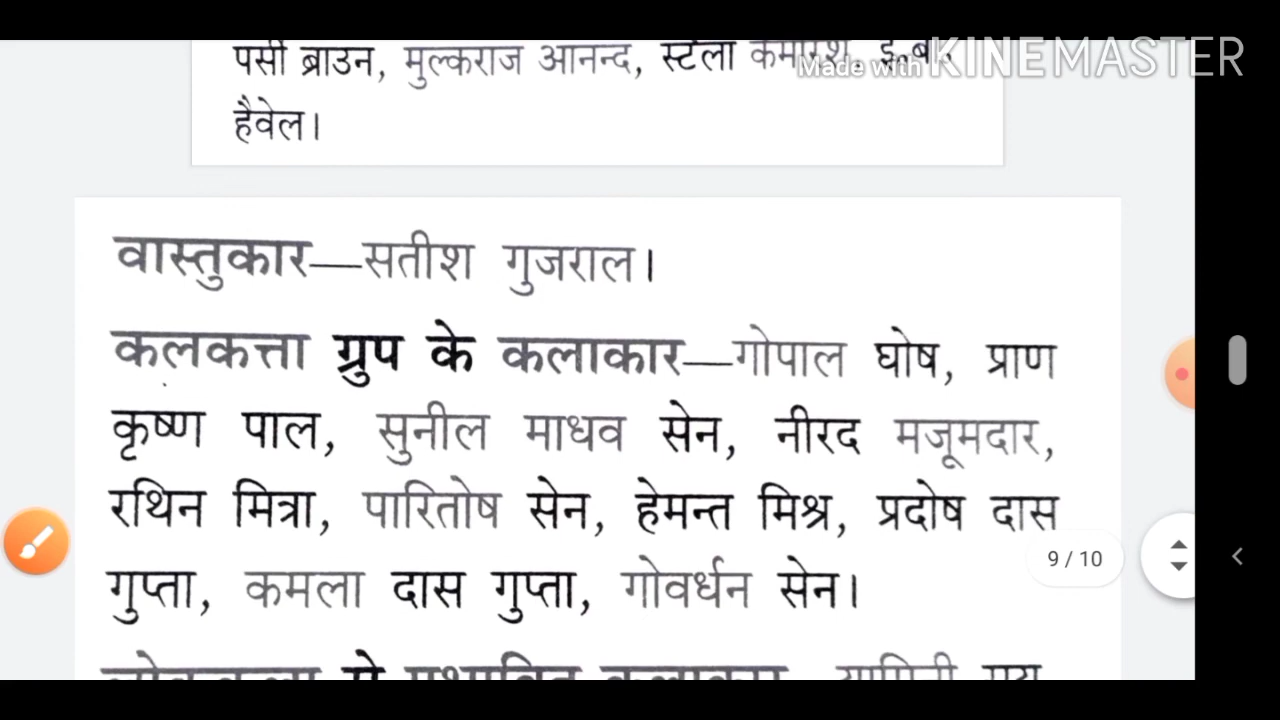 पर्सी ब्राउन, मुल्कराज आनन्द, स्टेला
Made with KINEMASTER
हैवेल।
वास्तुकार—सतीश गुजराल।
कलकत्ता ग्रुप के कलाकार—गोपाल घोष, प्राण
कृष्ण पाल, सुनील माधव सेन, नीरद मजूमदार,
रथिन मित्रा, पारितोष सेन, हेमन्त मिश्र, प्रदोष दास
9 / 10
गुप्ता, कमला दास गुप्ता, गोवर्धन सेन।